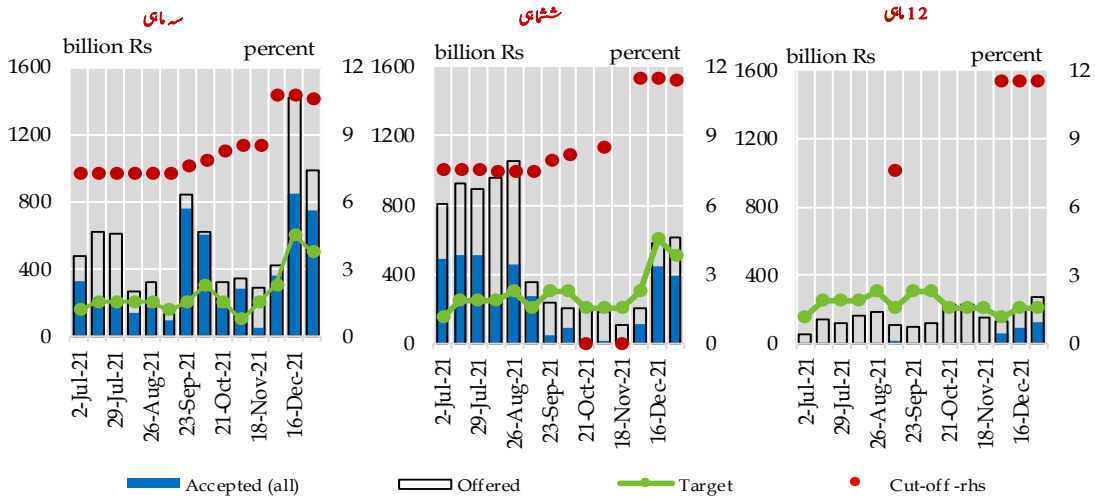 سہ ماہی
ششماہی
12 ماہی
billion Rs percent
1600
1200
800
400
0
12
9
6
3
0
2-Jul-21
29-Jul-21
26-Aug-21
23-Sep-21
21-Oct-21
18-Nov-21
16-Dec-21
billion Rs percent
1600
1200
800
400
0
12
9
6
3
0
2-Jul-21
29-Jul-21
26-Aug-21
23-Sep-21
21-Oct-21
18-Nov-21
16-Dec-21
billion Rs percent
1600
1200
800
400
0
12
9
6
3
0
2-Jul-21
29-Jul-21
26-Aug-21
23-Sep-21
21-Oct-21
18-Nov-21
16-Dec-21
Accepted (all) Offered Target Cut-off -rhs